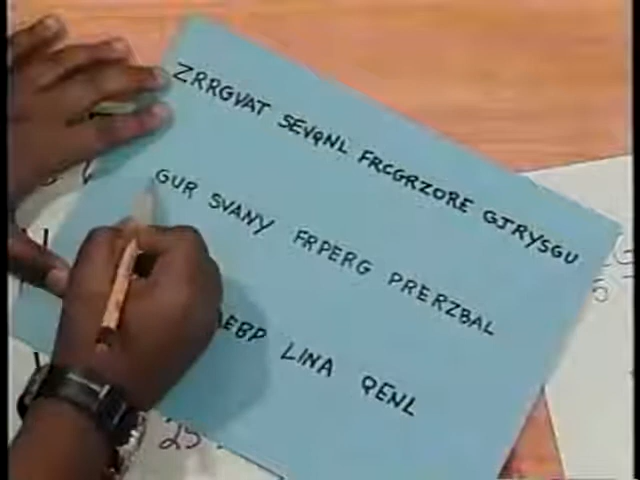 ZRRGVAT SEVQNL FRCGRZORE GJRYSGU
GUR SVANY FRPERG PRERZBAL
LINA QENL